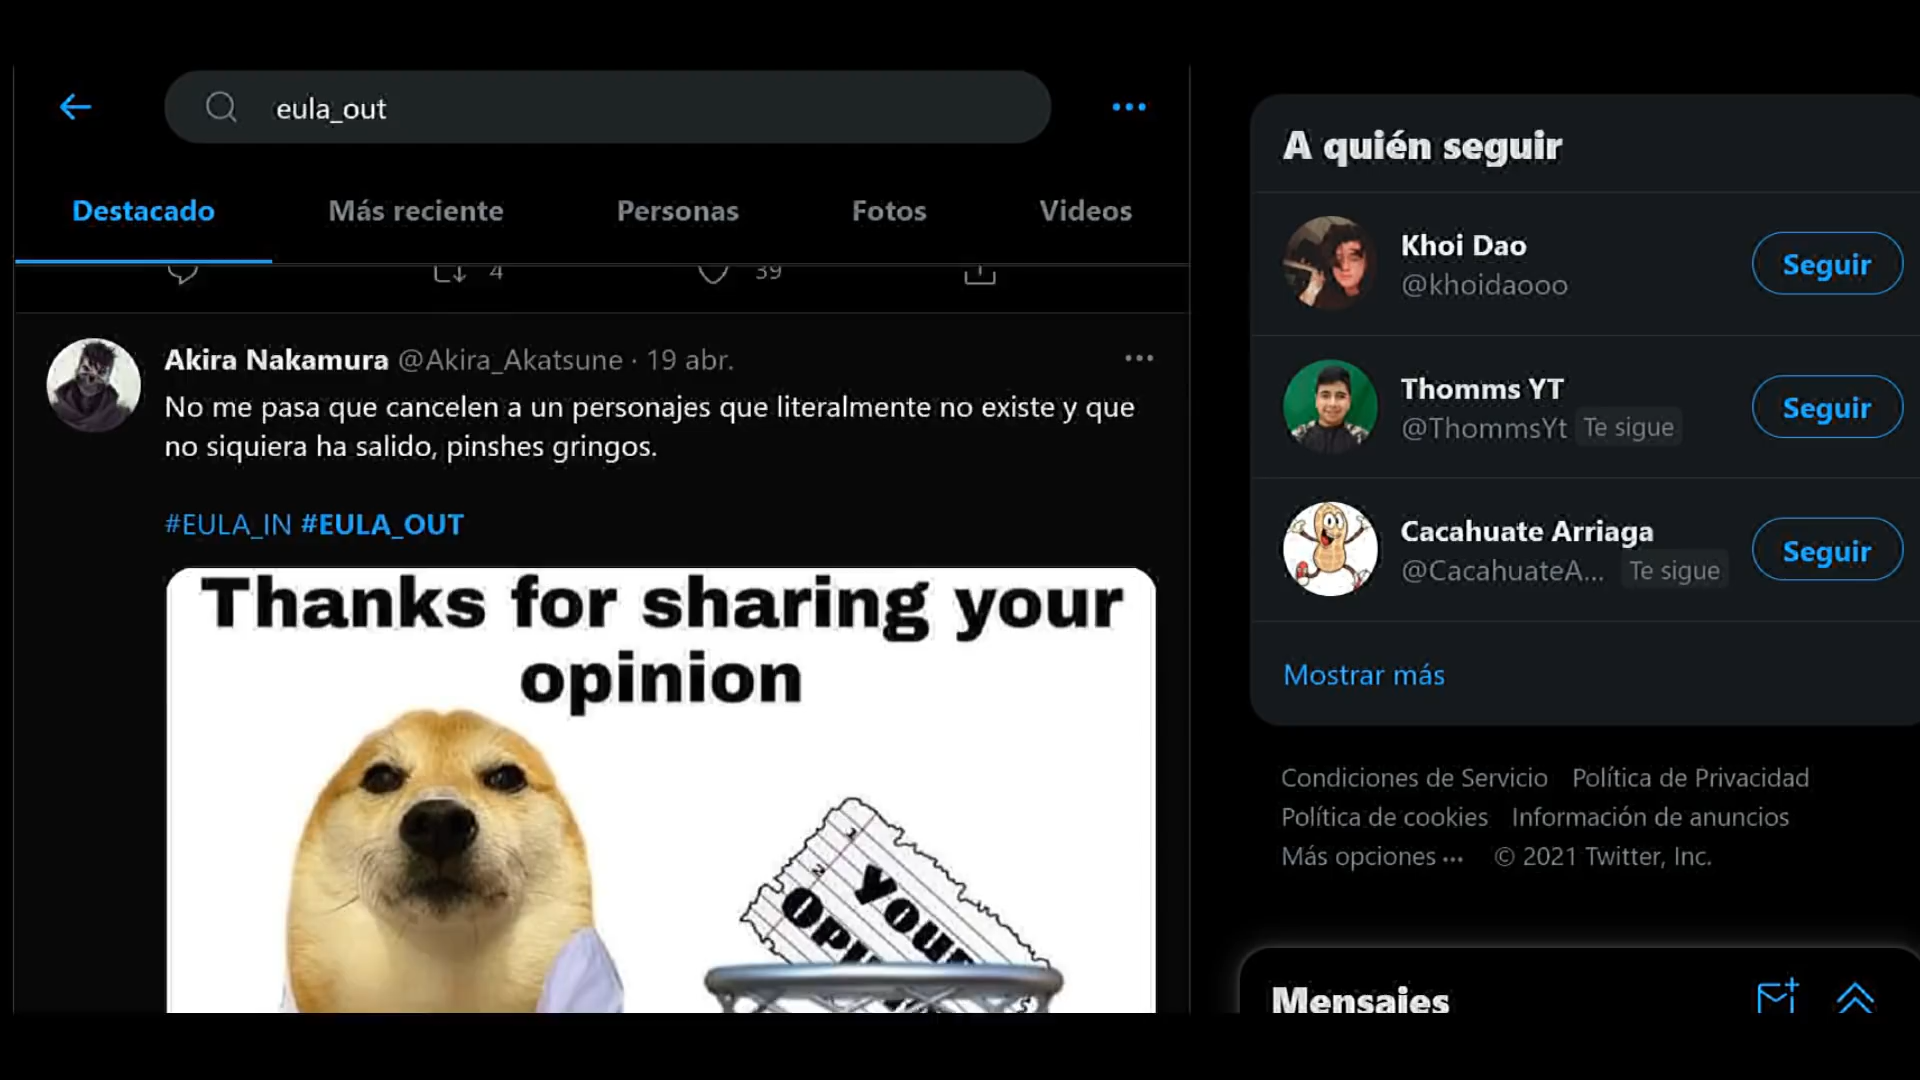 eula_out
Destacado Más reciente Personas Fotos Videos
4 39
Akira Nakamura @Akira_Akatsune · 19 abr.
No me pasa que cancelen a un personajes que literalmente no existe y que
no siquiera ha salido, pinshes gringos.
#EULA_IN #EULA_OUT
Thanks for sharing your
opinion
your
A quién seguir
Khoi Dao
@khoidaooo
Seguir
Thomms YT
@ThommsYt Te sigue
Seguir
Cacahuate Arriaga
@CacahuateA... Te sigue
Seguir
Mostrar más
Condiciones de Servicio Política de Privacidad
Política de cookies Información de anuncios
Más opciones ··· © 2021 Twitter, Inc.
Mensajes